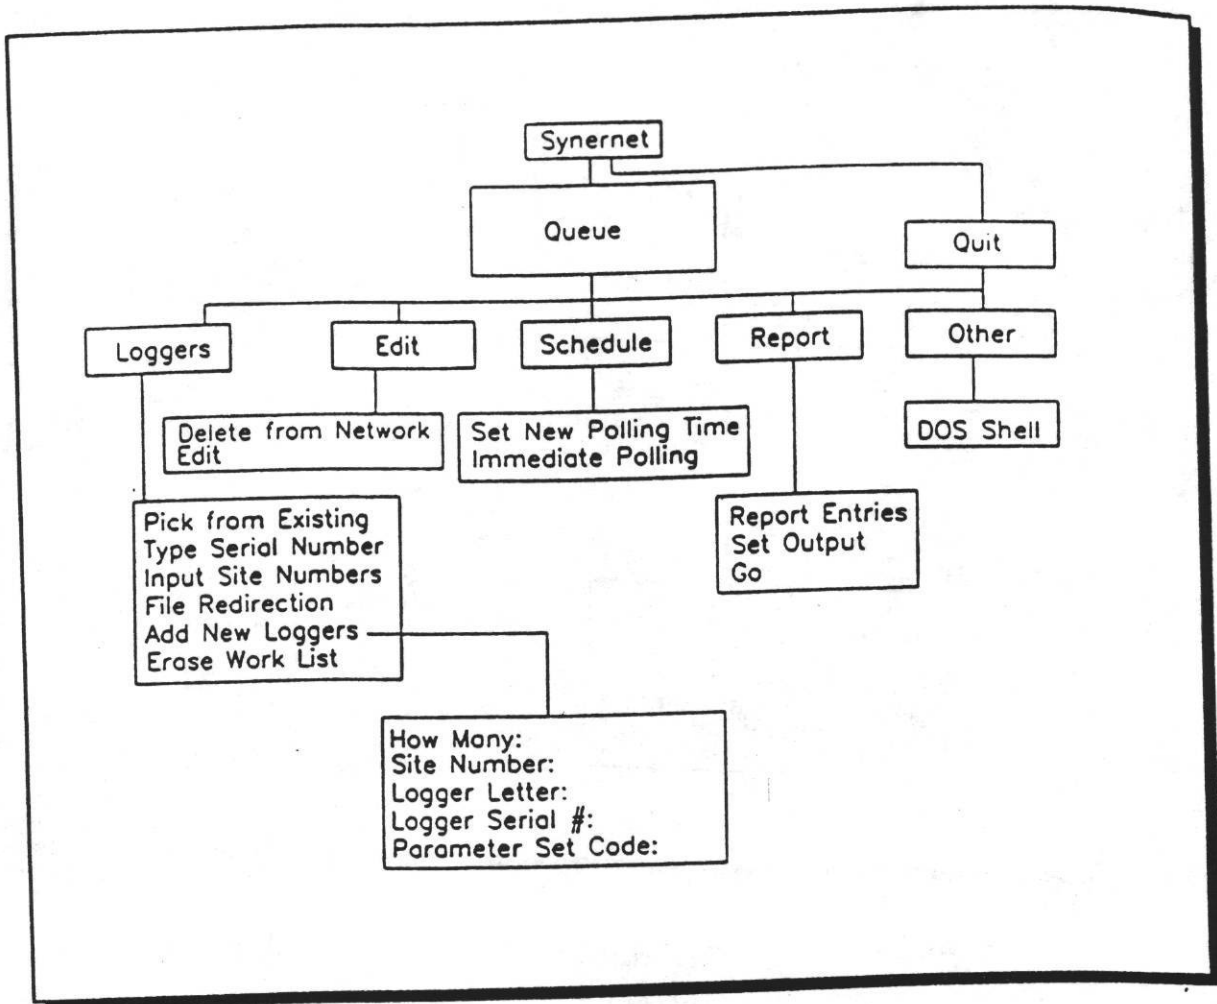 Synernet
Queue
Quit
Loggers
Edit
Schedule
Report
Other
Delete from Network
Edit
Set New Polling Time
Immediate Polling
DOS Shell
Pick from Existing
Type Serial Number
Input Site Numbers
File Redirection
Add New Loggers
Erase Work List
Report Entries
Set Output
Go
How Many:
Site Number:
Logger Letter:
Logger Serial #:
Parameter Set Code: